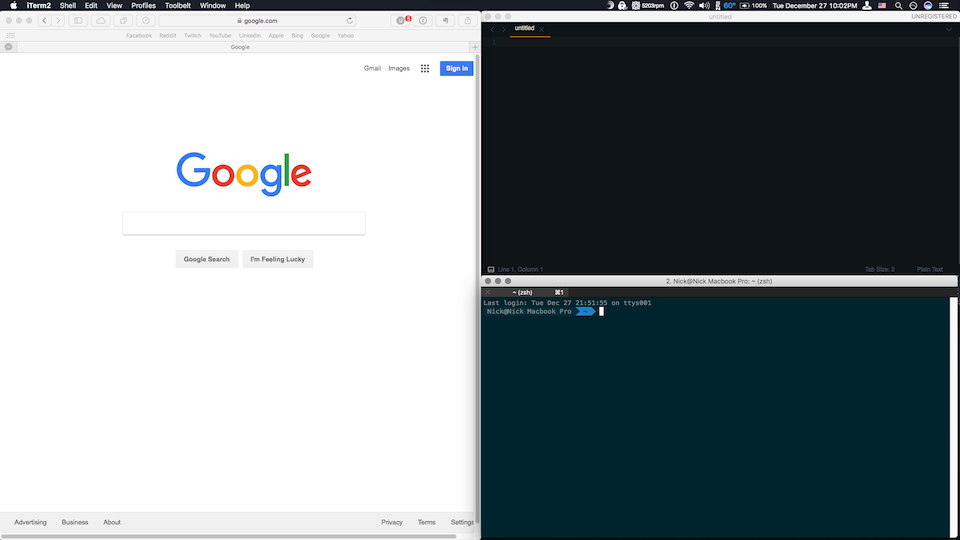 iTerm2 Shell Edit View Profiles Toolbelt Window Help 5203rpm 60° 100% Tue December 27 10:02PM
google.com
Facebook Reddit Twitch YouTube LinkedIn Apple Bing Google Yahoo
Google
Gmail Images Sign in
Google
Google Search I'm Feeling Lucky
Advertising Business About Privacy Terms Settings
untitled UNREGISTERED
untitled
1
Line 1, Column 1 Tab Size: 2 Plain Text
2. Nick@Nick Macbook Pro: ~ (zsh)
~ (zsh) ⌘1
Last login: Tue Dec 27 21:51:55 on ttys001
Nick@Nick Macbook Pro ~